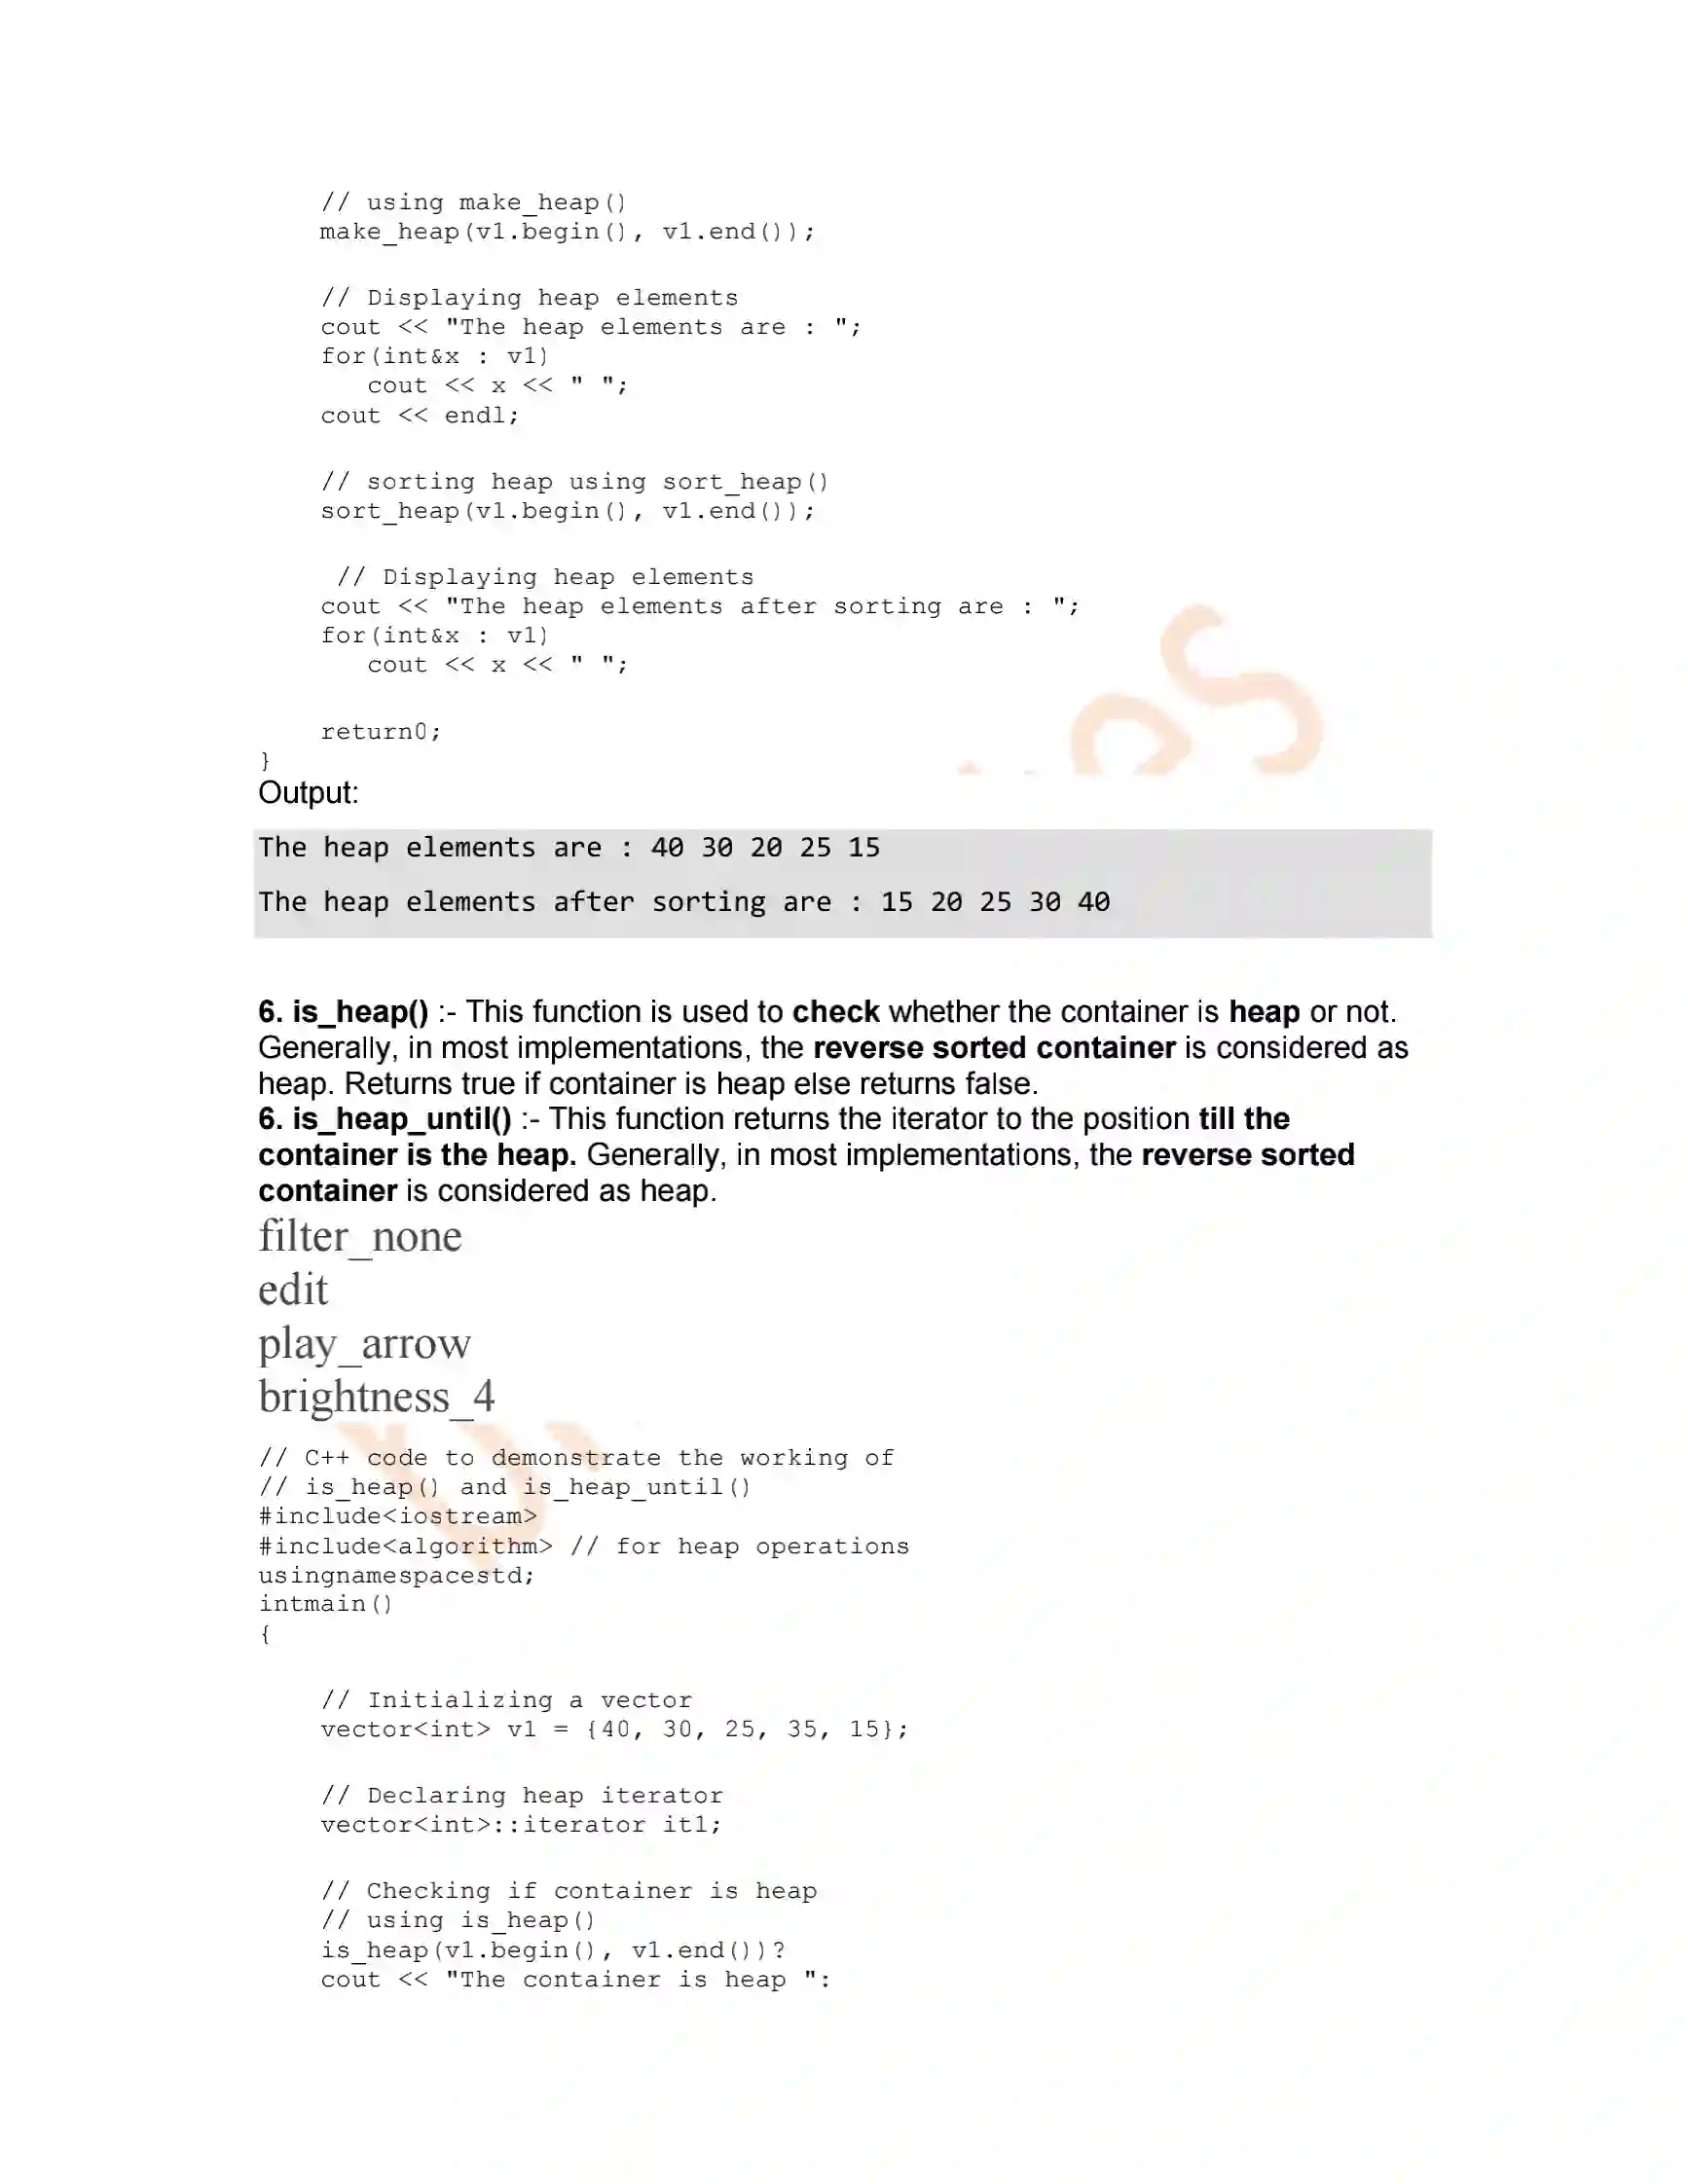 // using make_heap()
make_heap(v1.begin(), v1.end());
// Displaying heap elements
cout << "The heap elements are : ";
for(int&x : v1)
cout << x << " ";
cout << endl;
// sorting heap using sort_heap()
sort_heap(v1.begin(), v1.end());
// Displaying heap elements
cout << "The heap elements after sorting are : ";
for(int&x : v1)
cout << x << " ";
return0;
}
Output:
The heap elements are : 40 30 20 25 15
The heap elements after sorting are : 15 20 25 30 40
6. is_heap() :- This function is used to check whether the container is heap or not.
Generally, in most implementations, the reverse sorted container is considered as
heap. Returns true if container is heap else returns false.
6. is_heap_until() :- This function returns the iterator to the position till the
container is the heap. Generally, in most implementations, the reverse sorted
container is considered as heap.
filter_none
edit
play_arrow
brightness_4
// C++ code to demonstrate the working of
// is_heap() and is_heap_until()
#include<iostream>
#include<algorithm> // for heap operations
usingnamespacestd;
intmain()
{
// Initializing a vector
vector<int> v1 = {40, 30, 25, 35, 15};
// Declaring heap iterator
vector<int>::iterator it1;
// Checking if container is heap
// using is_heap()
is_heap(v1.begin(), v1.end())?
cout << "The container is heap ":